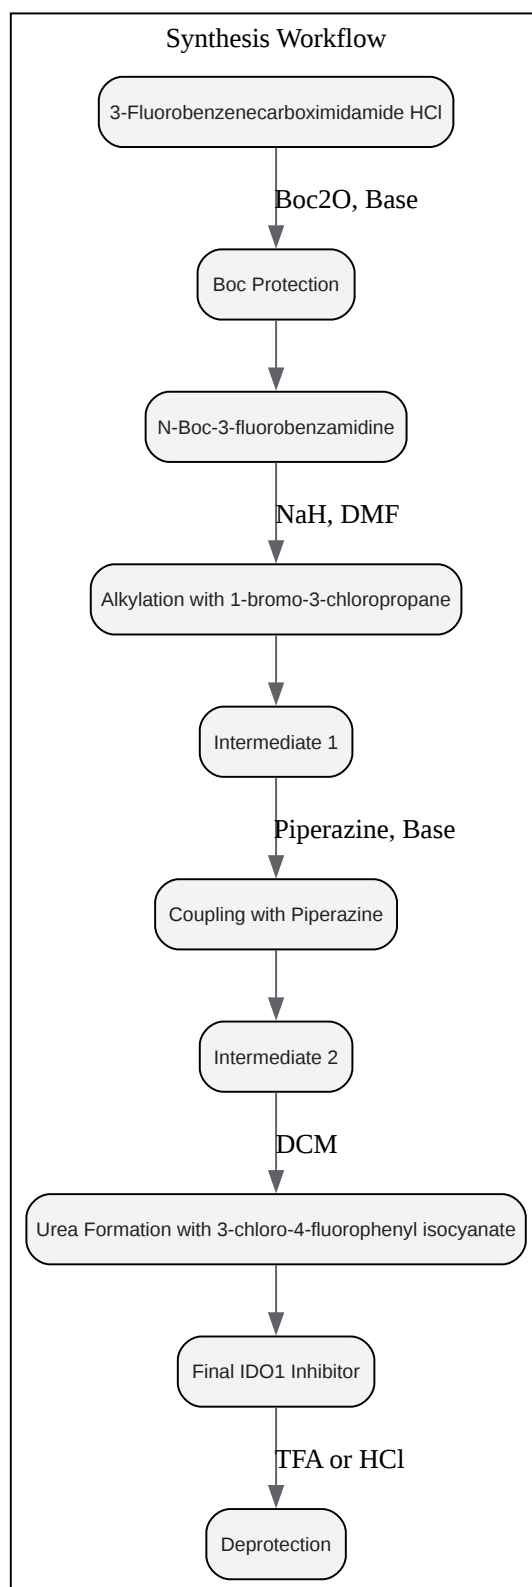 Synthesis Workflow
3-Fluorobenzenecarboximidamide HCl
Boc2O, Base
Boc Protection
N-Boc-3-fluorobenzamidine
NaH, DMF
Alkylation with 1-bromo-3-chloropropane
Intermediate 1
Piperazine, Base
Coupling with Piperazine
Intermediate 2
DCM
Urea Formation with 3-chloro-4-fluorophenyl isocyanate
Final IDO1 Inhibitor
TFA or HCl
Deprotection